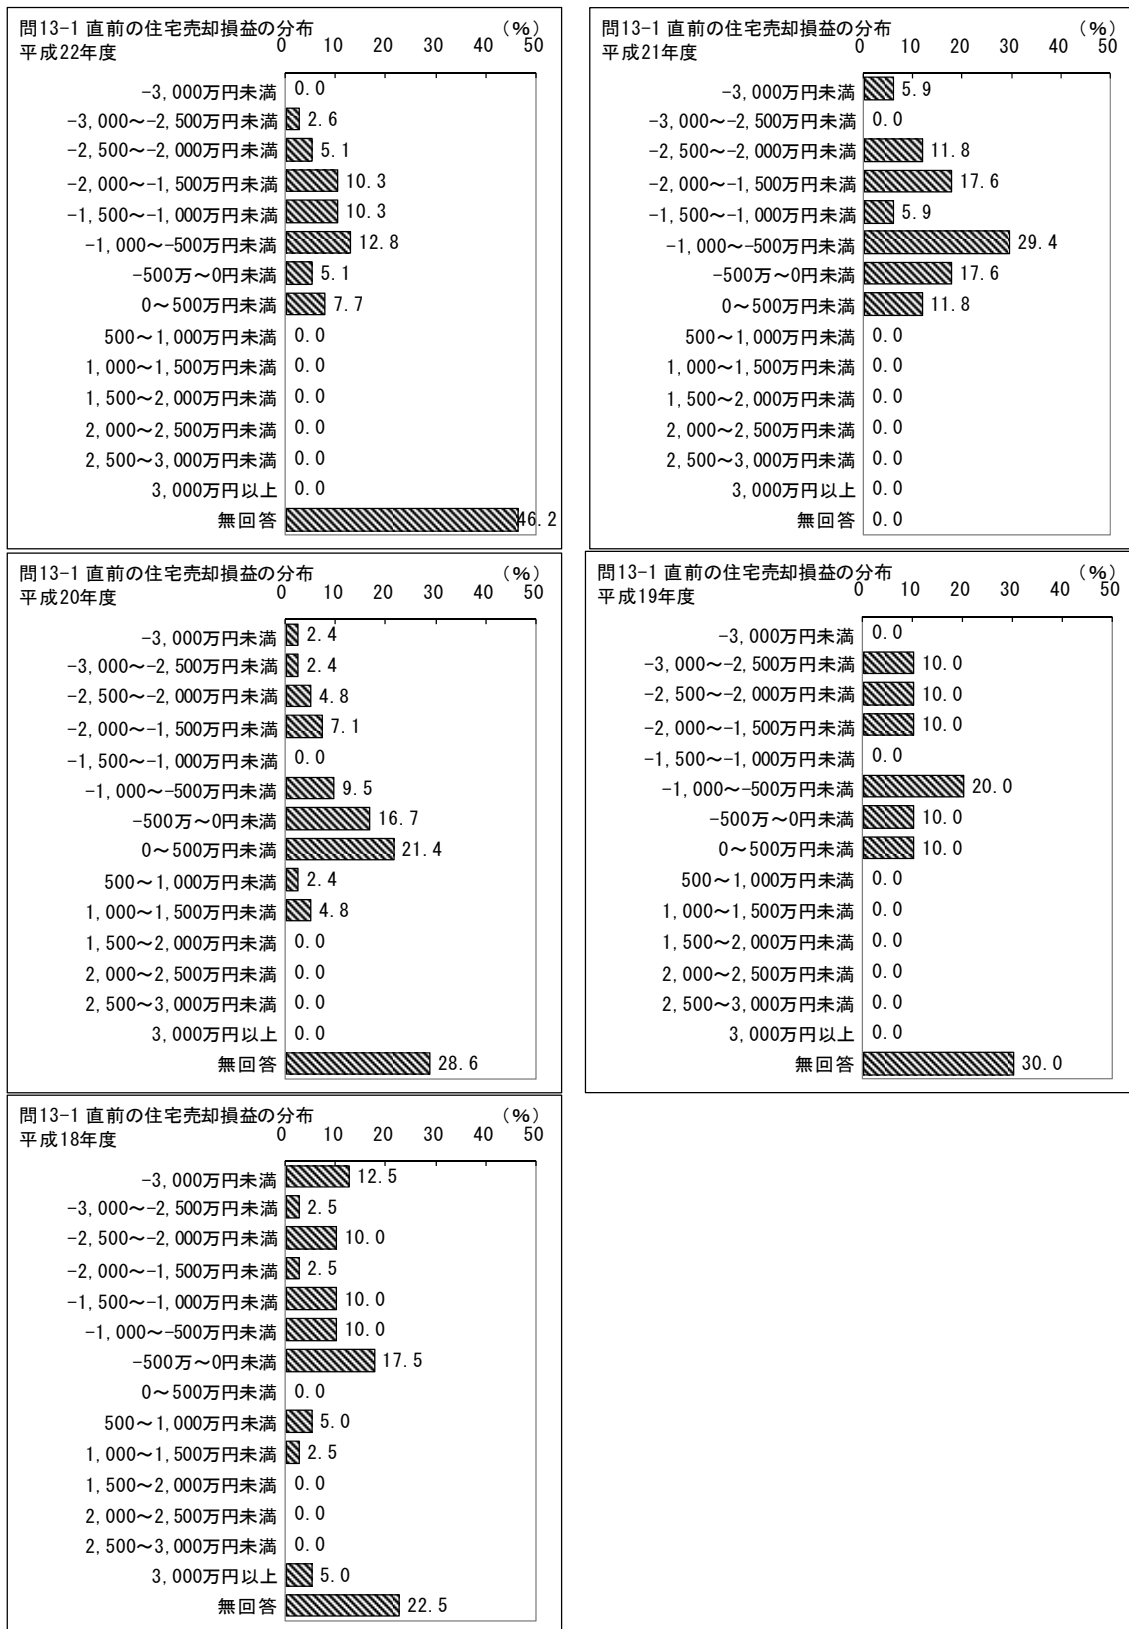 問13-1 直前の住宅売却損益の分布 (%)
平成22年度 0 10 20 30 40 50
-3,000万円未満 0.0
-3,000～-2,500万円未満 2.6
-2,500～-2,000万円未満 5.1
-2,000～-1,500万円未満 10.3
-1,500～-1,000万円未満 10.3
-1,000～-500万円未満 12.8
-500万～0円未満 5.1
0～500万円未満 7.7
500～1,000万円未満 0.0
1,000～1,500万円未満 0.0
1,500～2,000万円未満 0.0
2,000～2,500万円未満 0.0
2,500～3,000万円未満 0.0
3,000万円以上 0.0
無回答 46.2
問13-1 直前の住宅売却損益の分布 (%)
平成21年度 0 10 20 30 40 50
-3,000万円未満 5.9
-3,000～-2,500万円未満 0.0
-2,500～-2,000万円未満 11.8
-2,000～-1,500万円未満 17.6
-1,500～-1,000万円未満 5.9
-1,000～-500万円未満 29.4
-500万～0円未満 17.6
0～500万円未満 11.8
500～1,000万円未満 0.0
1,000～1,500万円未満 0.0
1,500～2,000万円未満 0.0
2,000～2,500万円未満 0.0
2,500～3,000万円未満 0.0
3,000万円以上 0.0
無回答 0.0
問13-1 直前の住宅売却損益の分布 (%)
平成20年度 0 10 20 30 40 50
-3,000万円未満 2.4
-3,000～-2,500万円未満 2.4
-2,500～-2,000万円未満 4.8
-2,000～-1,500万円未満 7.1
-1,500～-1,000万円未満 0.0
-1,000～-500万円未満 9.5
-500万～0円未満 16.7
0～500万円未満 21.4
500～1,000万円未満 2.4
1,000～1,500万円未満 4.8
1,500～2,000万円未満 0.0
2,000～2,500万円未満 0.0
2,500～3,000万円未満 0.0
3,000万円以上 0.0
無回答 28.6
問13-1 直前の住宅売却損益の分布 (%)
平成19年度 0 10 20 30 40 50
-3,000万円未満 0.0
-3,000～-2,500万円未満 10.0
-2,500～-2,000万円未満 10.0
-2,000～-1,500万円未満 10.0
-1,500～-1,000万円未満 0.0
-1,000～-500万円未満 20.0
-500万～0円未満 10.0
0～500万円未満 10.0
500～1,000万円未満 0.0
1,000～1,500万円未満 0.0
1,500～2,000万円未満 0.0
2,000～2,500万円未満 0.0
2,500～3,000万円未満 0.0
3,000万円以上 0.0
無回答 30.0
問13-1 直前の住宅売却損益の分布 (%)
平成18年度 0 10 20 30 40 50
-3,000万円未満 12.5
-3,000～-2,500万円未満 2.5
-2,500～-2,000万円未満 10.0
-2,000～-1,500万円未満 2.5
-1,500～-1,000万円未満 10.0
-1,000～-500万円未満 10.0
-500万～0円未満 17.5
0～500万円未満 0.0
500～1,000万円未満 5.0
1,000～1,500万円未満 2.5
1,500～2,000万円未満 0.0
2,000～2,500万円未満 0.0
2,500～3,000万円未満 0.0
3,000万円以上 5.0
無回答 22.5